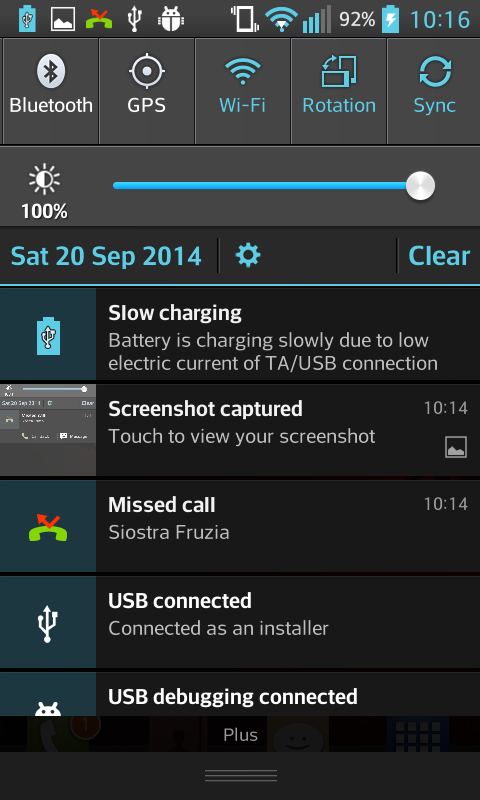 92% 10:16
Bluetooth GPS Wi-Fi Rotation Sync
100%
Sat 20 Sep 2014 Clear
Slow charging
Battery is charging slowly due to low
electric current of TA/USB connection
Screenshot captured 10:14
Touch to view your screenshot
Missed call 10:14
Siostra Fruzia
USB connected
Connected as an installer
USB debugging connected
1
Plus